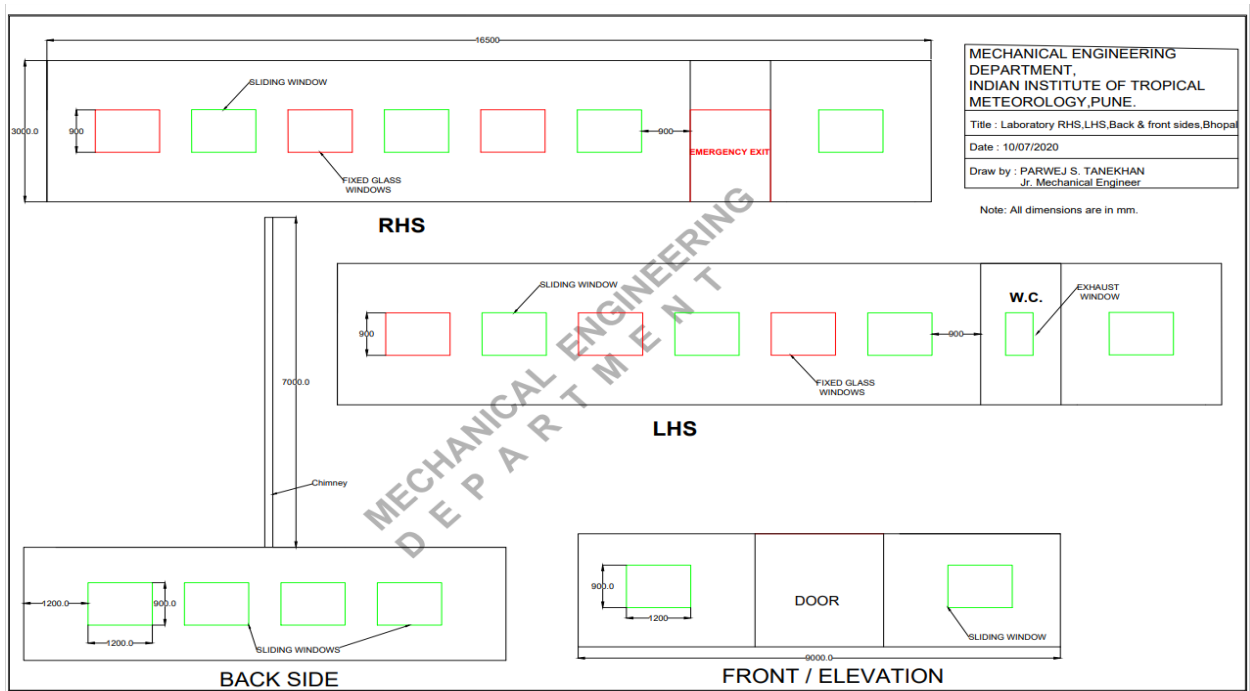 16500
SLIDING WINDOW
3000.0
900
900
EMERGENCY EXIT
FIXED GLASS
WINDOWS
RHS
MECHANICAL ENGINEERING
DEPARTMENT,
INDIAN INSTITUTE OF TROPICAL
METEOROLOGY,PUNE.
Title : Laboratory RHS,LHS,Back & front sides,Bhopal
Date : 10/07/2020
Draw by : PARWEJ S. TANEKHAN
Jr. Mechanical Engineer
Note: All dimensions are in mm.
MECHANICAL ENGINEERING
DEPARTMENT
SLIDING WINDOW
W.C.
EXHAUST
WINDOW
900
900
FIXED GLASS
WINDOWS
LHS
7000.0
Chimney
1200.0
900.0
1200.0
SLIDING WINDOWS
BACK SIDE
900.0
1200
DOOR
SLIDING WINDOW
9000.0
FRONT / ELEVATION